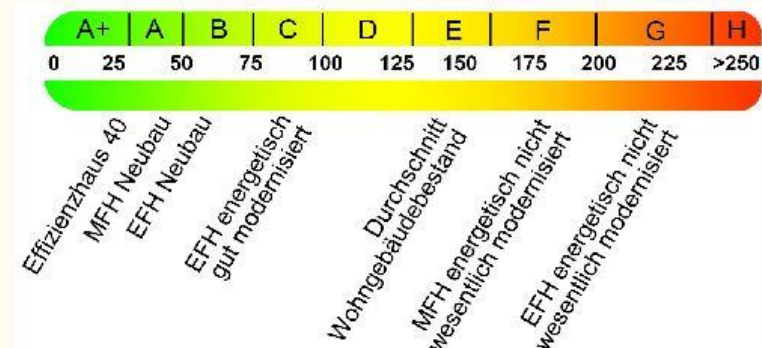 A+ A B C D E F G H
0 25 50 75 100 125 150 175 200 225 >250
Effizienzhaus 40
MFH Neubau
EFH Neubau
EFH energetisch
gut modernisiert
Durchschnitt
Wohngebäudebestand
MFH energetisch nicht
wesentlich modernisiert
EFH energetisch nicht
wesentlich modernisiert